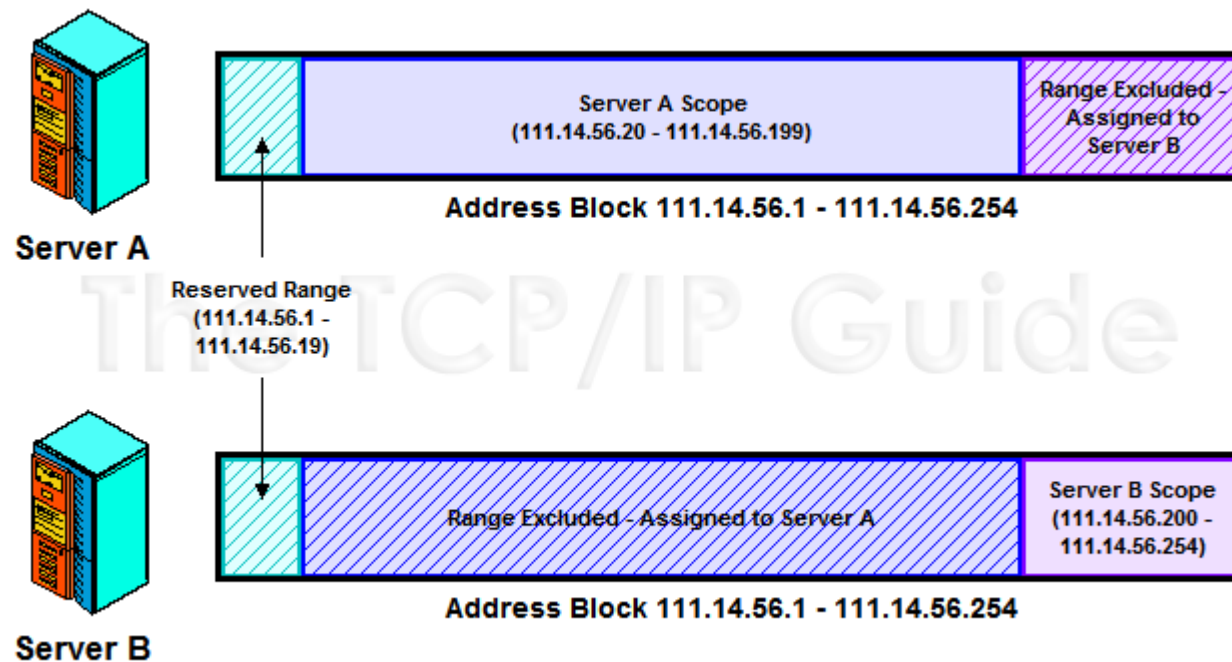 Server A Scope
(111.14.56.20 - 111.14.56.199)
Range Excluded -
Assigned to
Server B
Address Block 111.14.56.1 - 111.14.56.254
Server A
The TCP/IP Guide
Reserved Range
(111.14.56.1 -
111.14.56.19)
Range Excluded - Assigned to Server A
Server B Scope
(111.14.56.200 -
111.14.56.254)
Address Block 111.14.56.1 - 111.14.56.254
Server B